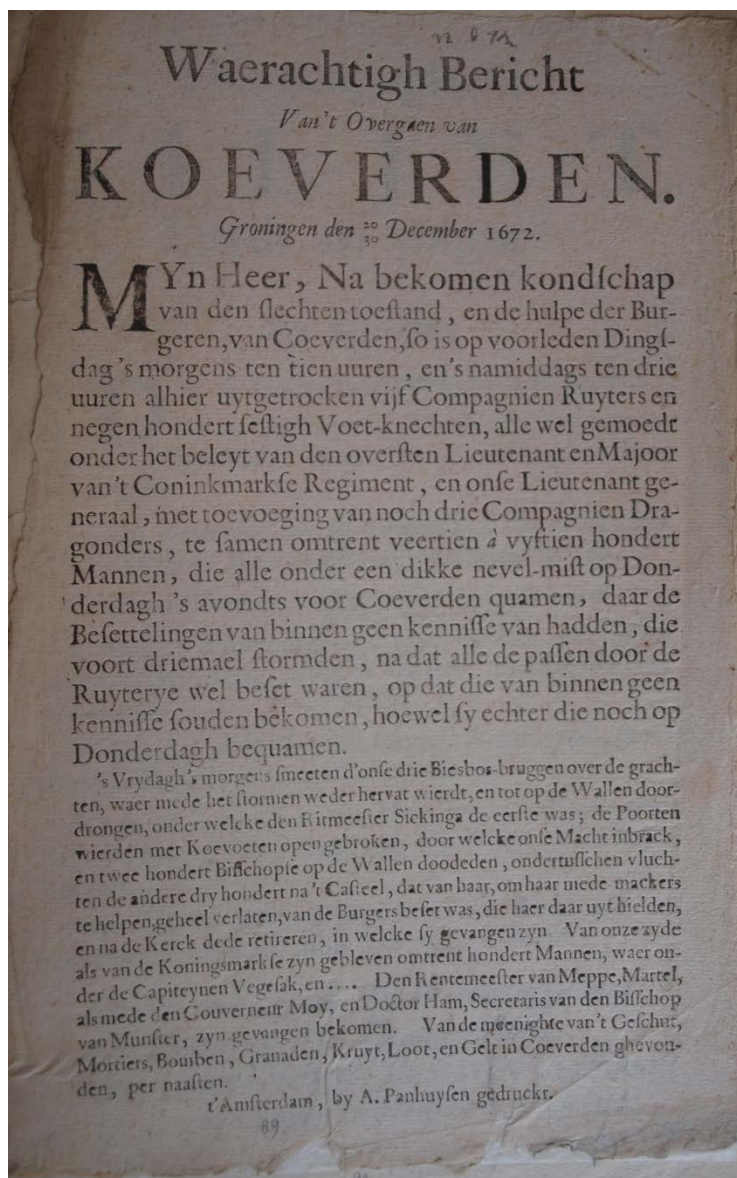 Waerachtigh Bericht
Van't Overgaen van
KOEVERDEN.
Groningen den 20/30 December 1672.
MYn Heer, Na bekomen kondſchap
van den ſlechten toeſtand, en de hulpe der Bur-
geren, van Coeverden, ſo is op voorleden Dingſ-
dag 's morgens ten tien uuren, en 's namiddags ten drie
uuren alhier uytgetrocken vijf Compagnien Ruyters en
negen hondert ſeſtigh Voet-knechten, alle wel gemoedt
onder het beleyt van den overſten Lieutenant en Majoor
van't Coninkmarkſe Regiment, en onſe Lieutenant ge-
neraal, met toevoeging van noch drie Compagnien Dra-
gonders, te ſamen omtrent veertien à vyftien hondert
Mannen, die alle onder een dikke nevel-miſt op Don-
derdagh 's avondts voor Coeverden quamen, daar de
Beſettelingen van binnen geen kenniſſe van hadden, die
voort driemael ſtormden, na dat alle de paſſen door de
Ruyterye wel beſet waren, op dat die van binnen geen
kenniſſe ſouden bekomen, hoewel ſy echter die noch op
Donderdagh bequamen.
's Vrydagh's morgens ſmeeten d'onſe drie Biesbos-bruggen over de grach-
ten, waer mede het ſtormen weder hervat wierdt, en tot op de Wallen door-
drongen, onder welcke den Ritmeeſter Sickinga de eerſte was; de Poorten
wierden met Koevoeten open gebroken, door welcke onſe Macht inbrack,
en twee hondert Biſſchopſe op de Wallen doodeden, ondertuſſchen vluch-
ten de andere dry hondert na't Caſteel, dat van haar, om haar mede-mackers
te helpen, geheel verlaten, van de Burgers beſet was, die haer daar uyt hielden,
en na de Kerck dede retireren, in welcke ſy gevangen zyn. Van onze zyde
als van de Koningsmarkſe zyn gebleven omtrent hondert Mannen, waer on-
der de Capiteynen Vegeſak, en .... Den Rentemeeſter van Meppe, Martel,
als mede den Gouverneur Moy, en Doctor Ham, Secretaris van den Biſſchop
van Munſter, zyn gevangen bekomen. Van de meenighte van't Geſchut,
Mortiers, Bomben, Granaden, Kruyt, Loot, en Gelt in Coeverden ghevon-
den, per naaſten.
t'Amſterdam, by A. Panhuyſen gedruckt.
89